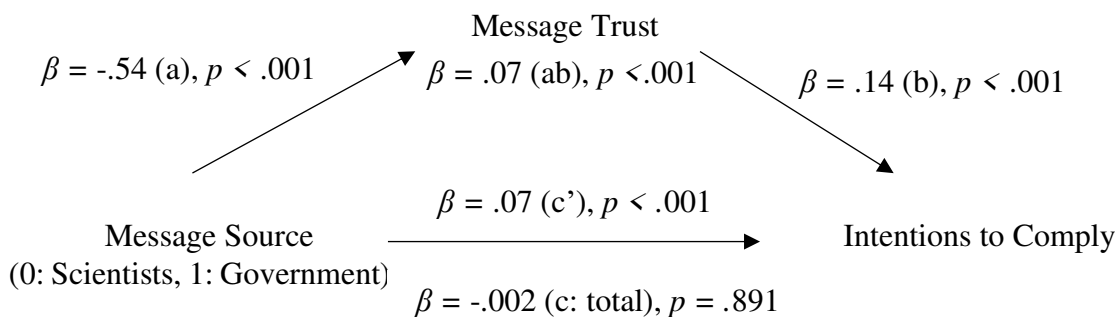 Message Trust
β = -.54 (a), p < .001
β = .07 (ab), p <.001
β = .14 (b), p < .001
β = .07 (c’), p < .001
Message Source
(0: Scientists, 1: Government)
Intentions to Comply
β = -.002 (c: total), p = .891